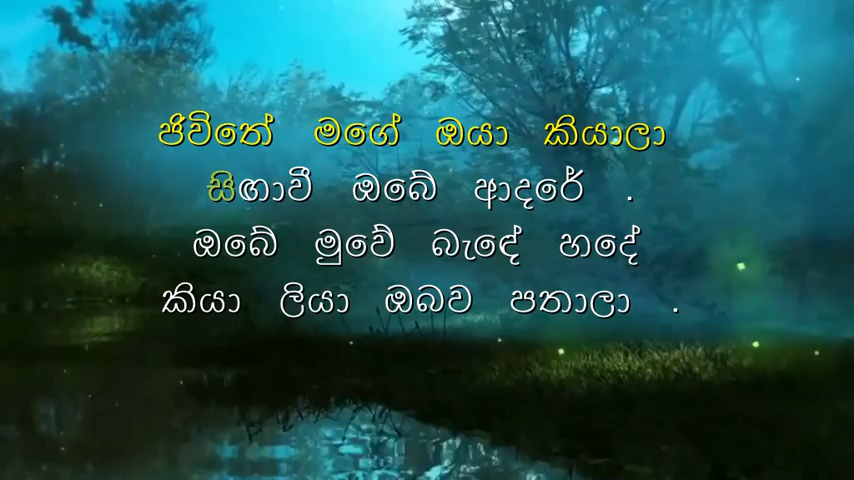 ජිවිතේ මගේ ඔයා කියාලා
සිඟාවී ඔබේ ආදරේ .
ඔබේ මුවේ බැඳේ හදේ
කියා ලියා ඔබව පතාලා .